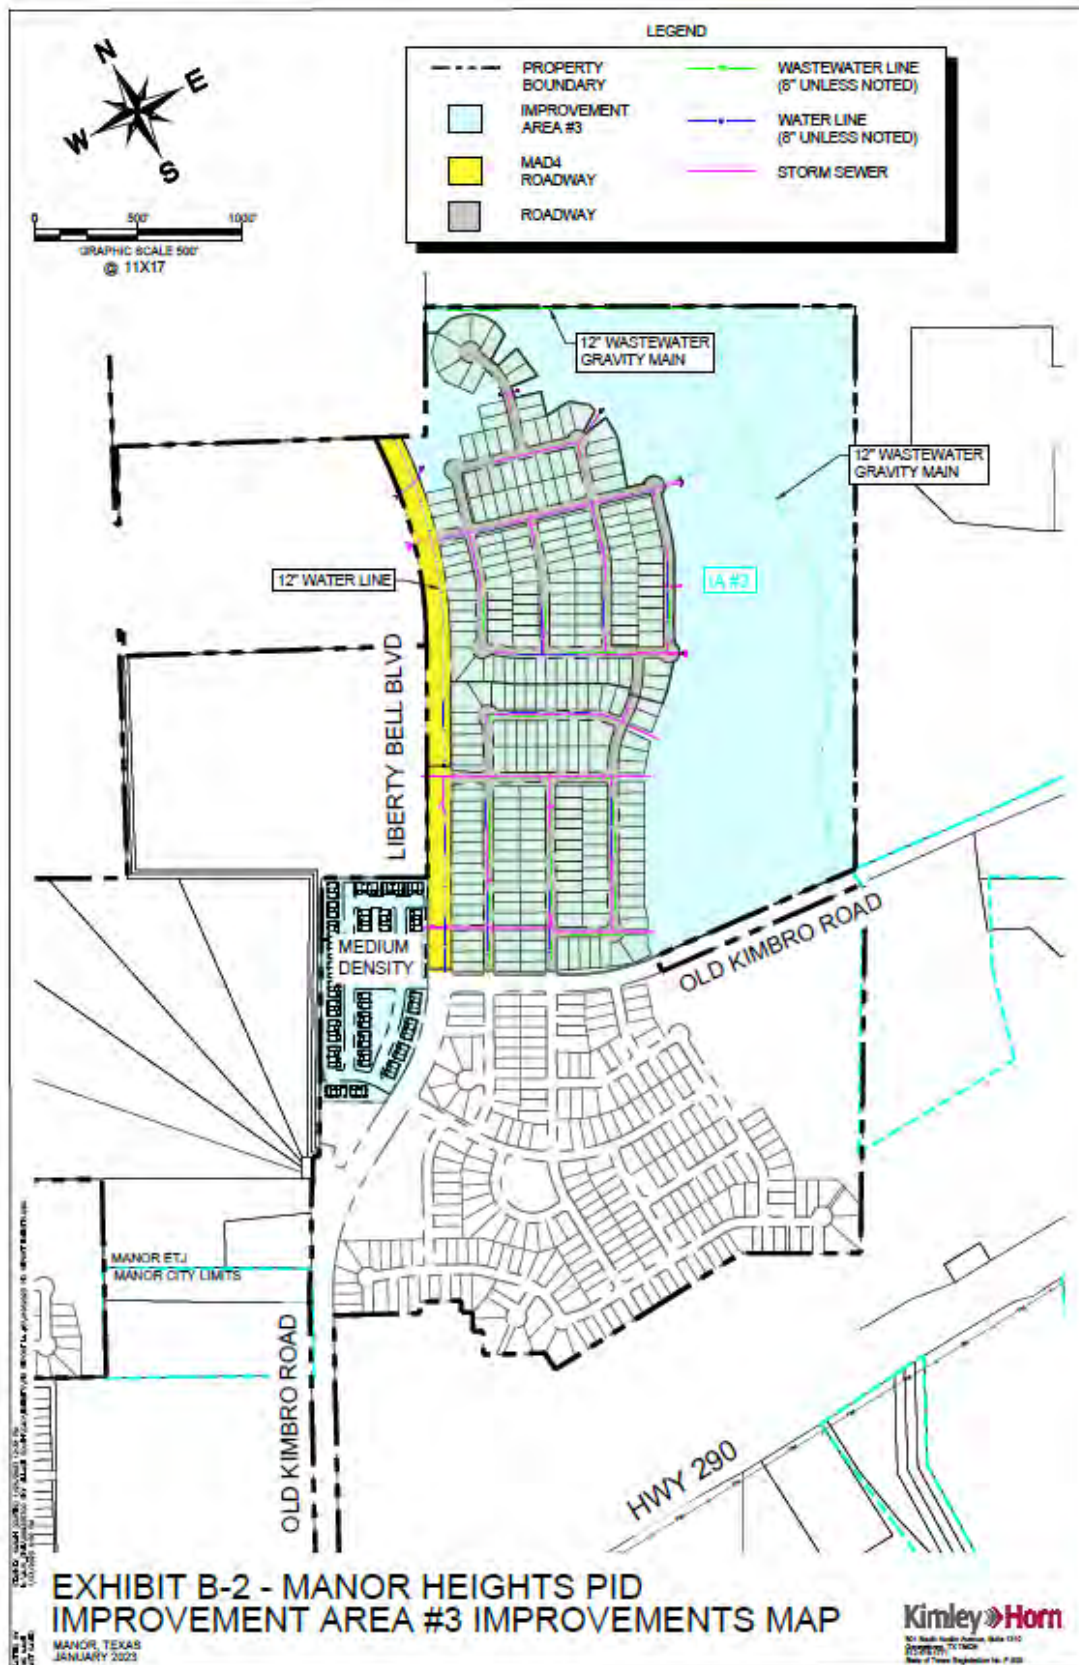 LEGEND
PROPERTY
BOUNDARY
IMPROVEMENT
AREA #3
MAD4
ROADWAY
ROADWAY
WASTEWATER LINE
(8" UNLESS NOTED)
WATER LINE
(8" UNLESS NOTED)
STORM SEWER
N
E
W
S
0
500'
1000'
GRAPHIC SCALE 500'
@ 11X17
12" WASTEWATER
GRAVITY MAIN
12" WASTEWATER
GRAVITY MAIN
12" WATER LINE
IA #3
LIBERTY BELL BLVD
MEDIUM
DENSITY
OLD KIMBRO ROAD
MANOR ETJ
MANOR CITY LIMITS
OLD KIMBRO ROAD
HWY 290
EXHIBIT B-2 - MANOR HEIGHTS PID
IMPROVEMENT AREA #3 IMPROVEMENTS MAP
MANOR, TEXAS
JANUARY 2023
Kimley»Horn